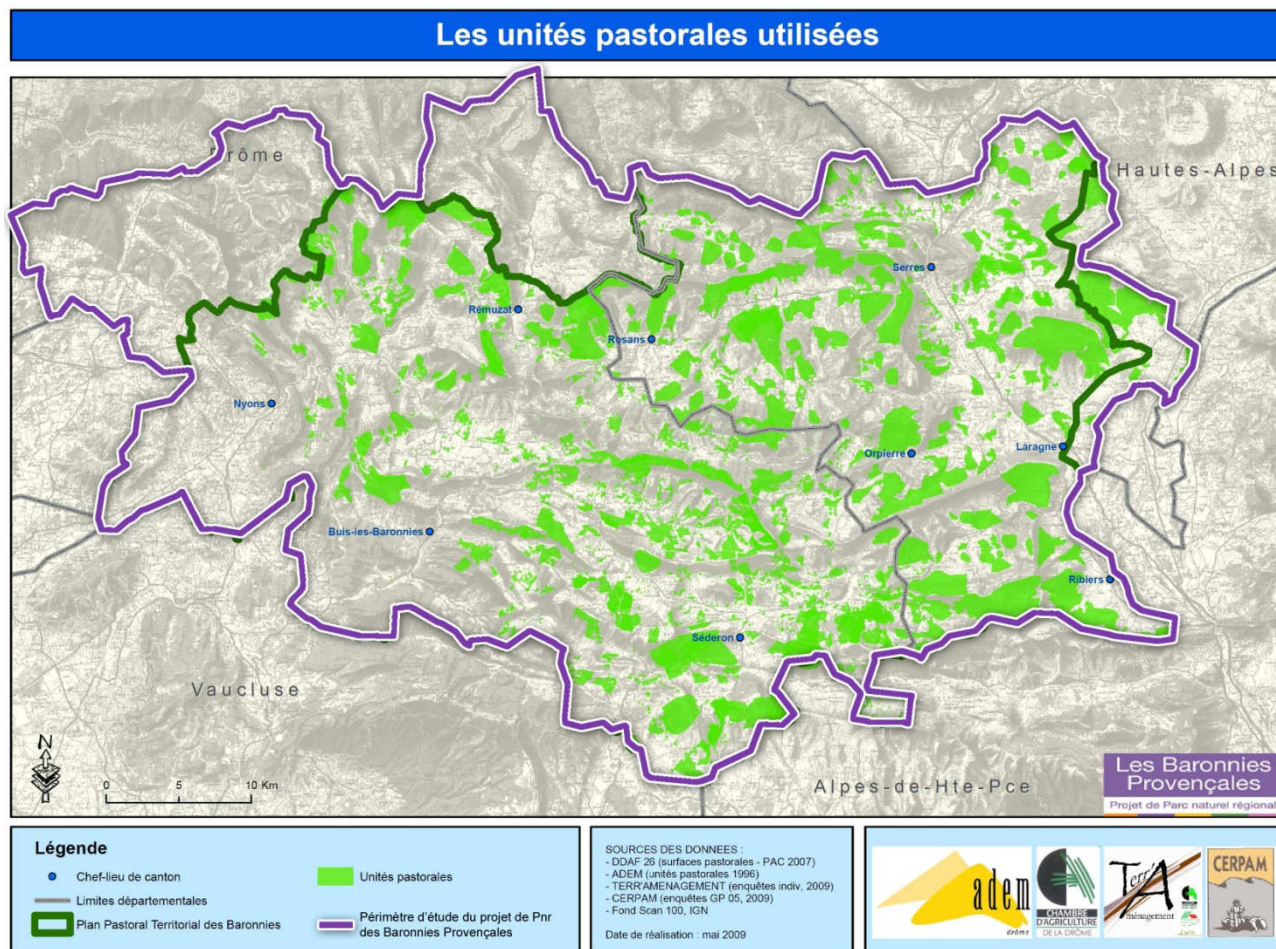 Les unités pastorales utilisées
Drôme
Hautes-Alpes
Serres
Rémuzat
Rosans
Nyons
Orpierre
Laragne
Buis-les-Baronnies
Ribiers
Séderon
Vaucluse
Alpes-de-Hte-Pce
N
0 5 10 Km
Les Baronnies
Provençales
Projet de Parc naturel régional
Légende
Chef-lieu de canton
Limites départementales
Plan Pastoral Territorial des Baronnies
Unités pastorales
Périmètre d'étude du projet de Pnr
des Baronnies Provençales
SOURCES DES DONNEES :
- DDAF 26 (surfaces pastorales - PAC 2007)
- ADEM (unités pastorales 1996)
- TERR'AMENAGEMENT (enquêtes indiv, 2009)
- CERPAM (enquêtes GP 05, 2009)
- Fond Scan 100, IGN
Date de réalisation : mai 2009
adem
drôme
CHAMBRE
D'AGRICULTURE
DE LA DRÔME
Terr'A
ménagement
CERPAM